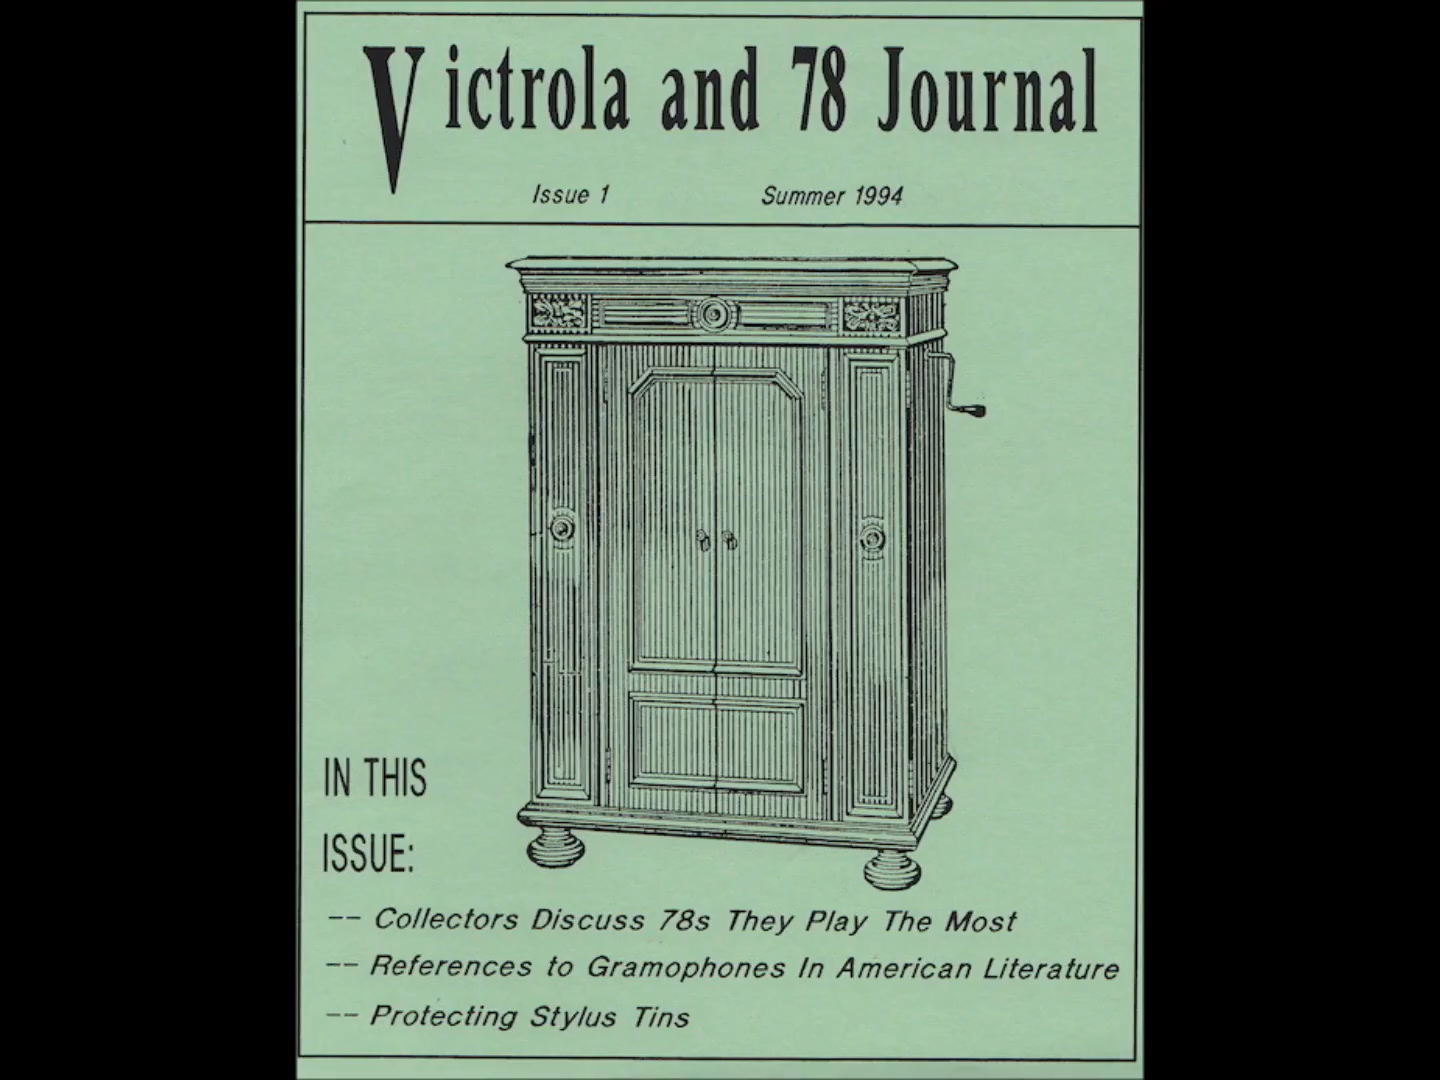 Victrola and 78 Journal
Issue 1 Summer 1994
IN THIS
ISSUE:
-- Collectors Discuss 78s They Play The Most
-- References to Gramophones In American Literature
-- Protecting Stylus Tins